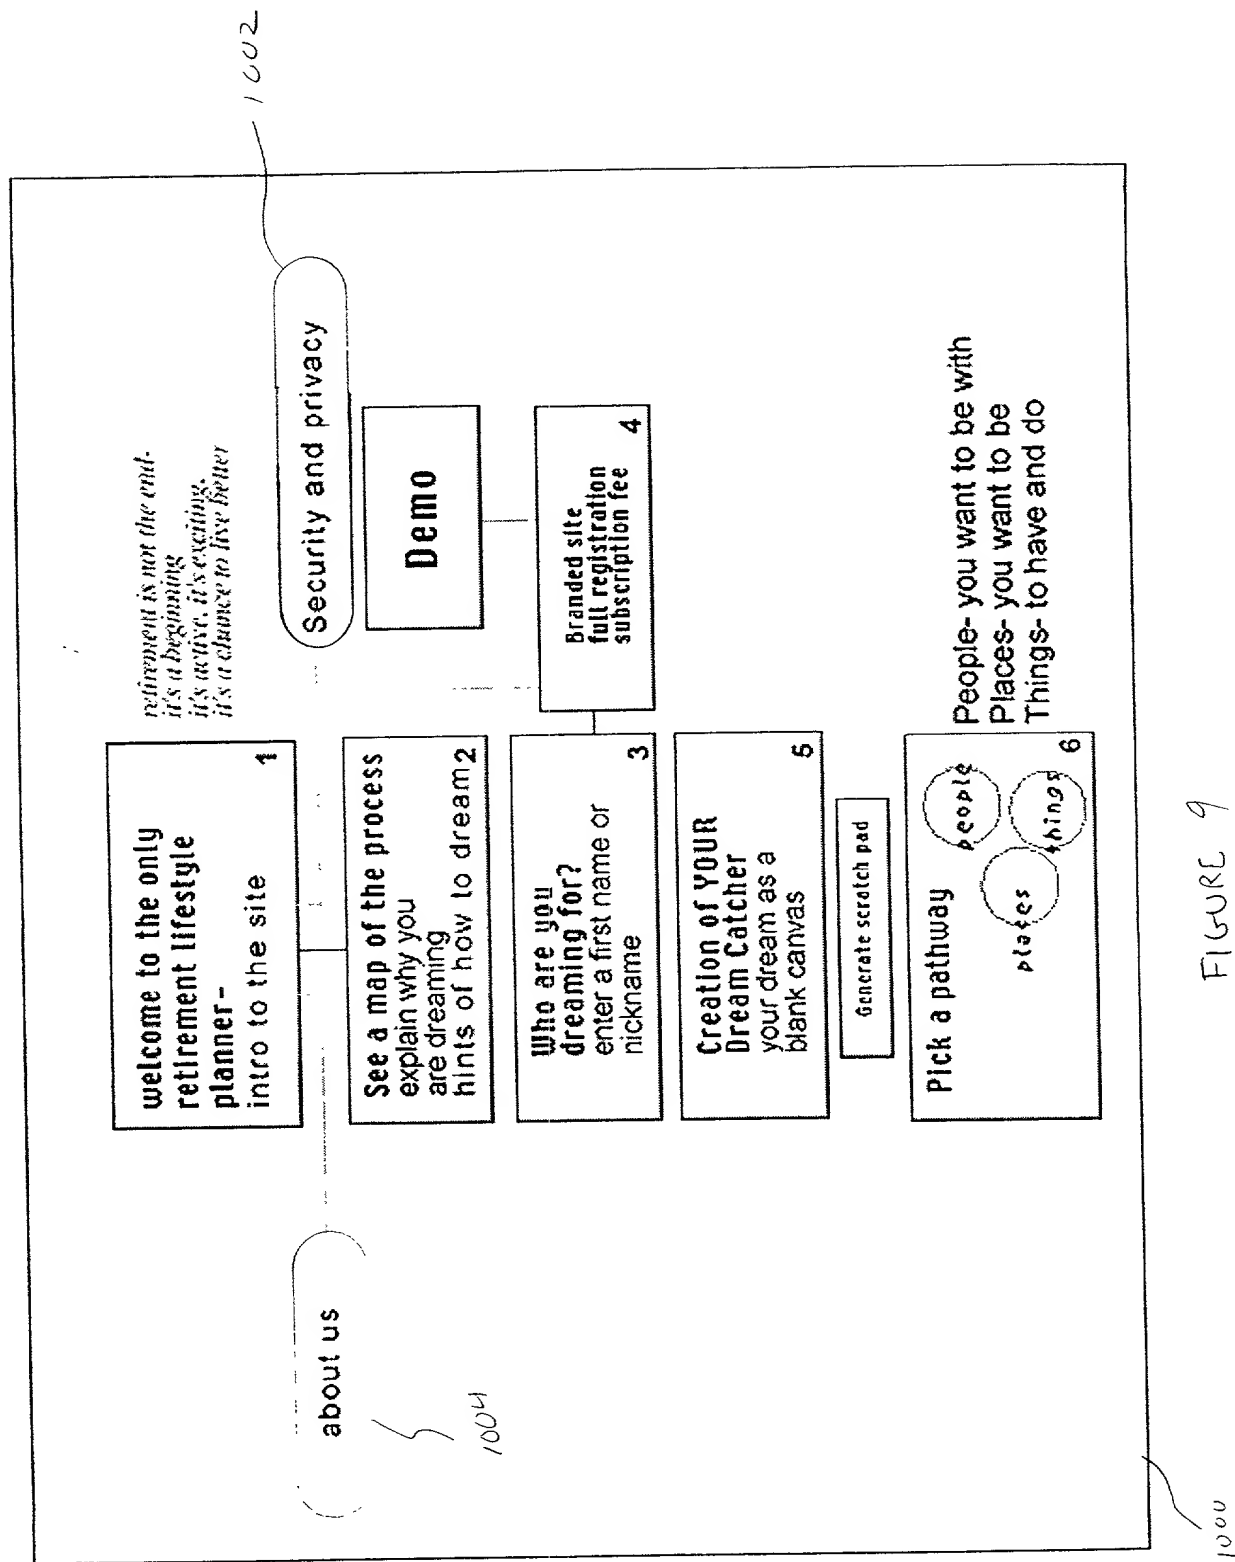 1002
retirement is not the end-
it's a beginning
it's active, it's exciting,
it's a chance to live better
welcome to the only
retirement lifestyle
planner-
intro to the site
1
Security and privacy
about us
1004
Demo
See a map of the process
explain why you
are dreaming
hints of how to dream
2
Who are you
dreaming for?
enter a first name or
nickname
3
Branded site
full registration
subscription fee
4
Creation of YOUR
Dream Catcher
your dream as a
blank canvas
5
Generate scratch pad
Pick a pathway
people
places
things
6
People- you want to be with
Places- you want to be
Things- to have and do
1000
FIGURE 9